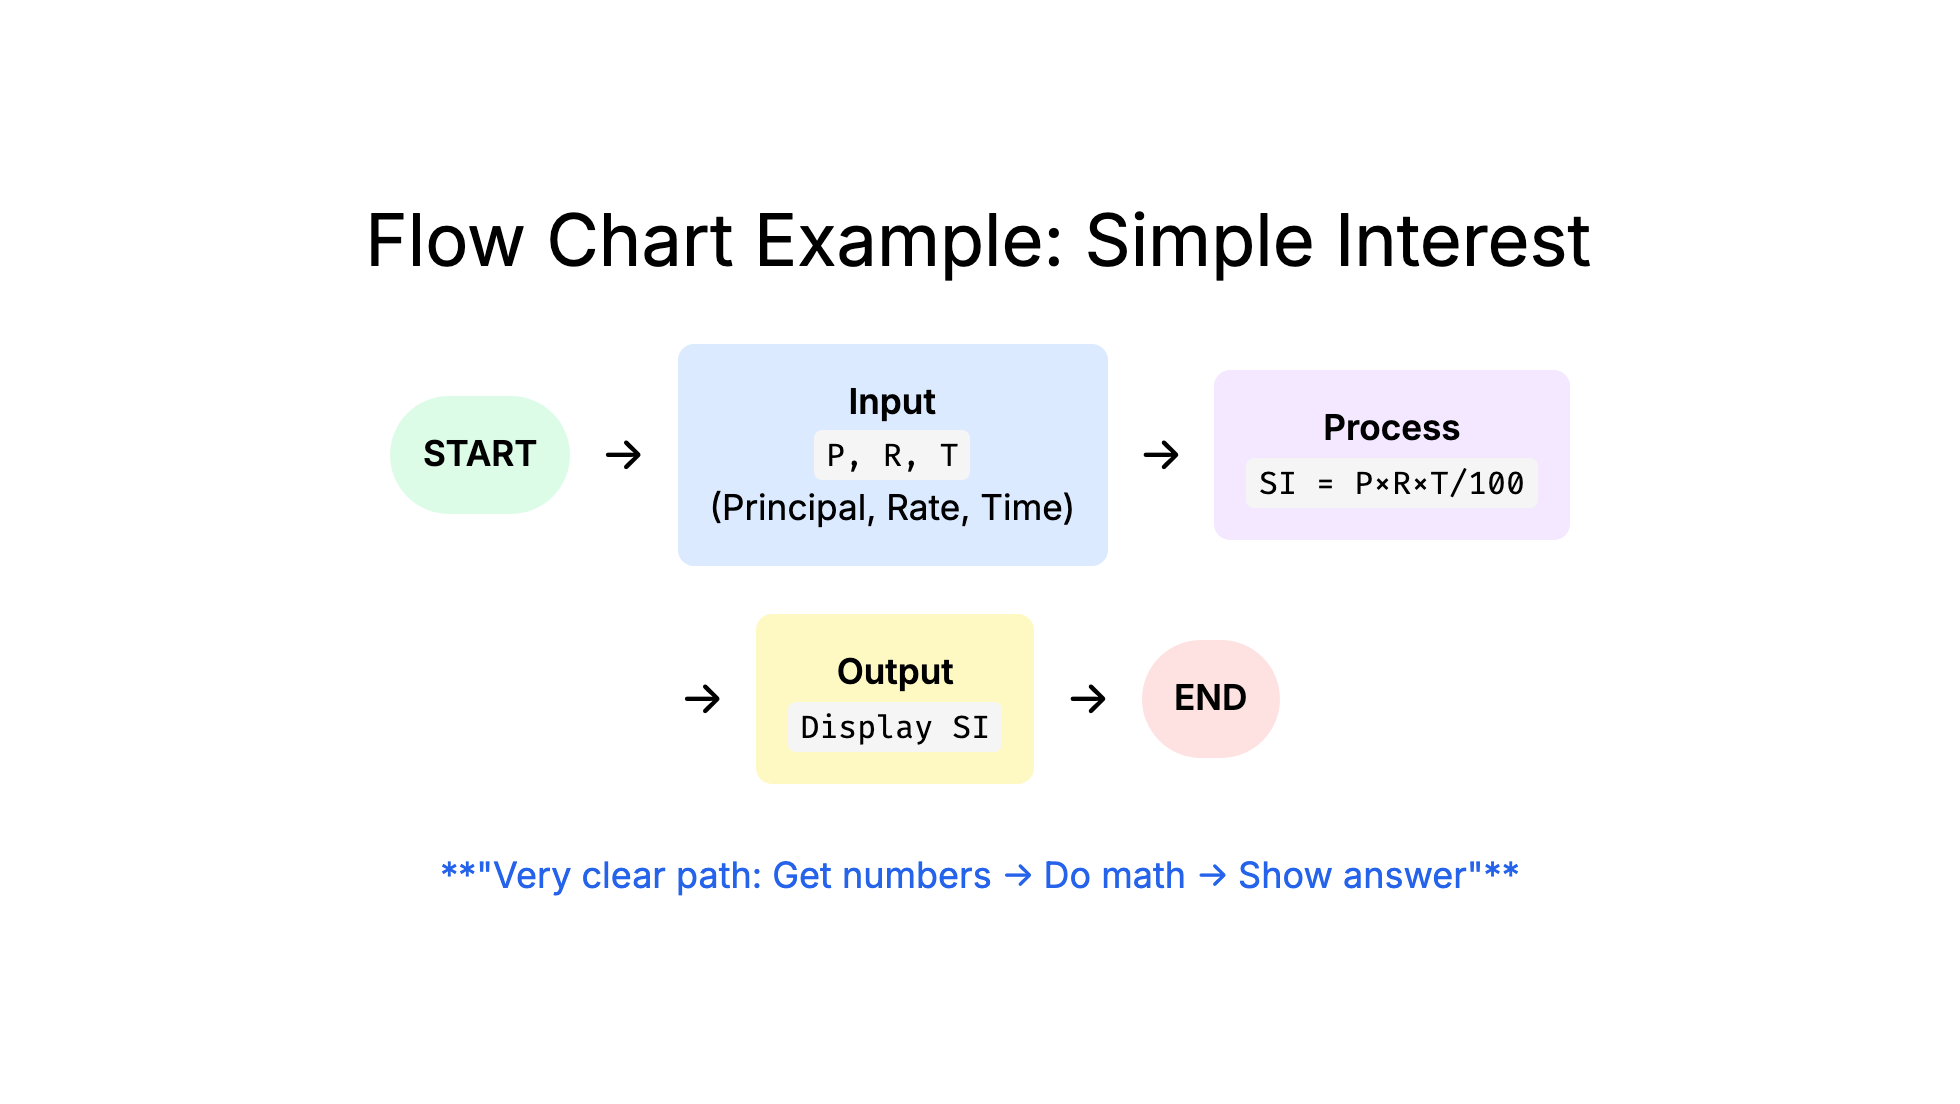 Flow Chart Example: Simple Interest
START → Input → Process
P, R, T
(Principal, Rate, Time)
SI = P×R×T/100
→ Output → END
Display SI
**"Very clear path: Get numbers → Do math → Show answer"**